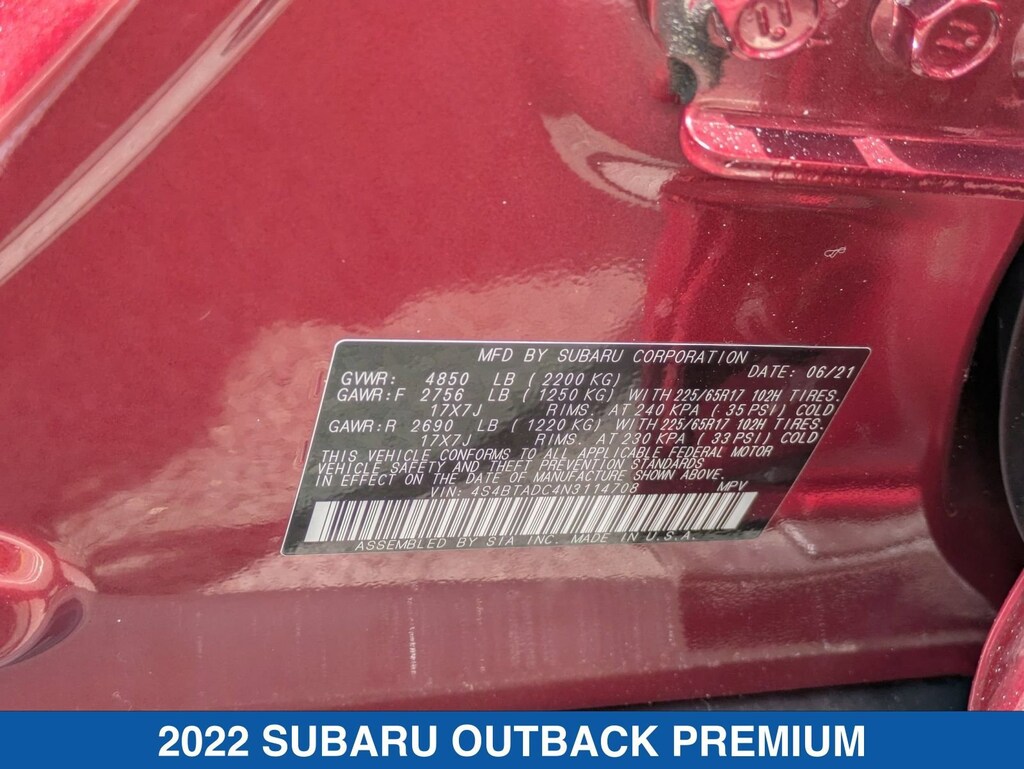 MFD BY SUBARU CORPORATION
GVWR: 4850 LB (2200 KG) DATE: 06/21
GAWR:F 2756 LB (1250 KG) WITH 225/65R17 102H TIRES.
17X7J RIMS. AT 240 KPA (35 PSI) COLD
GAWR:R 2690 LB (1220 KG) WITH 225/65R17 102H TIRES.
17X7J RIMS. AT 230 KPA (33 PSI) COLD
THIS VEHICLE CONFORMS TO ALL APPLICABLE FEDERAL MOTOR
VEHICLE SAFETY AND THEFT PREVENTION STANDARDS
IN EFFECT ON THE DATE OF MANUFACTURE SHOWN ABOVE.
VIN: 4S4BTADC4N3114708 MPV
ASSEMBLED BY SIA INC. MADE IN U.S.A.
2022 SUBARU OUTBACK PREMIUM